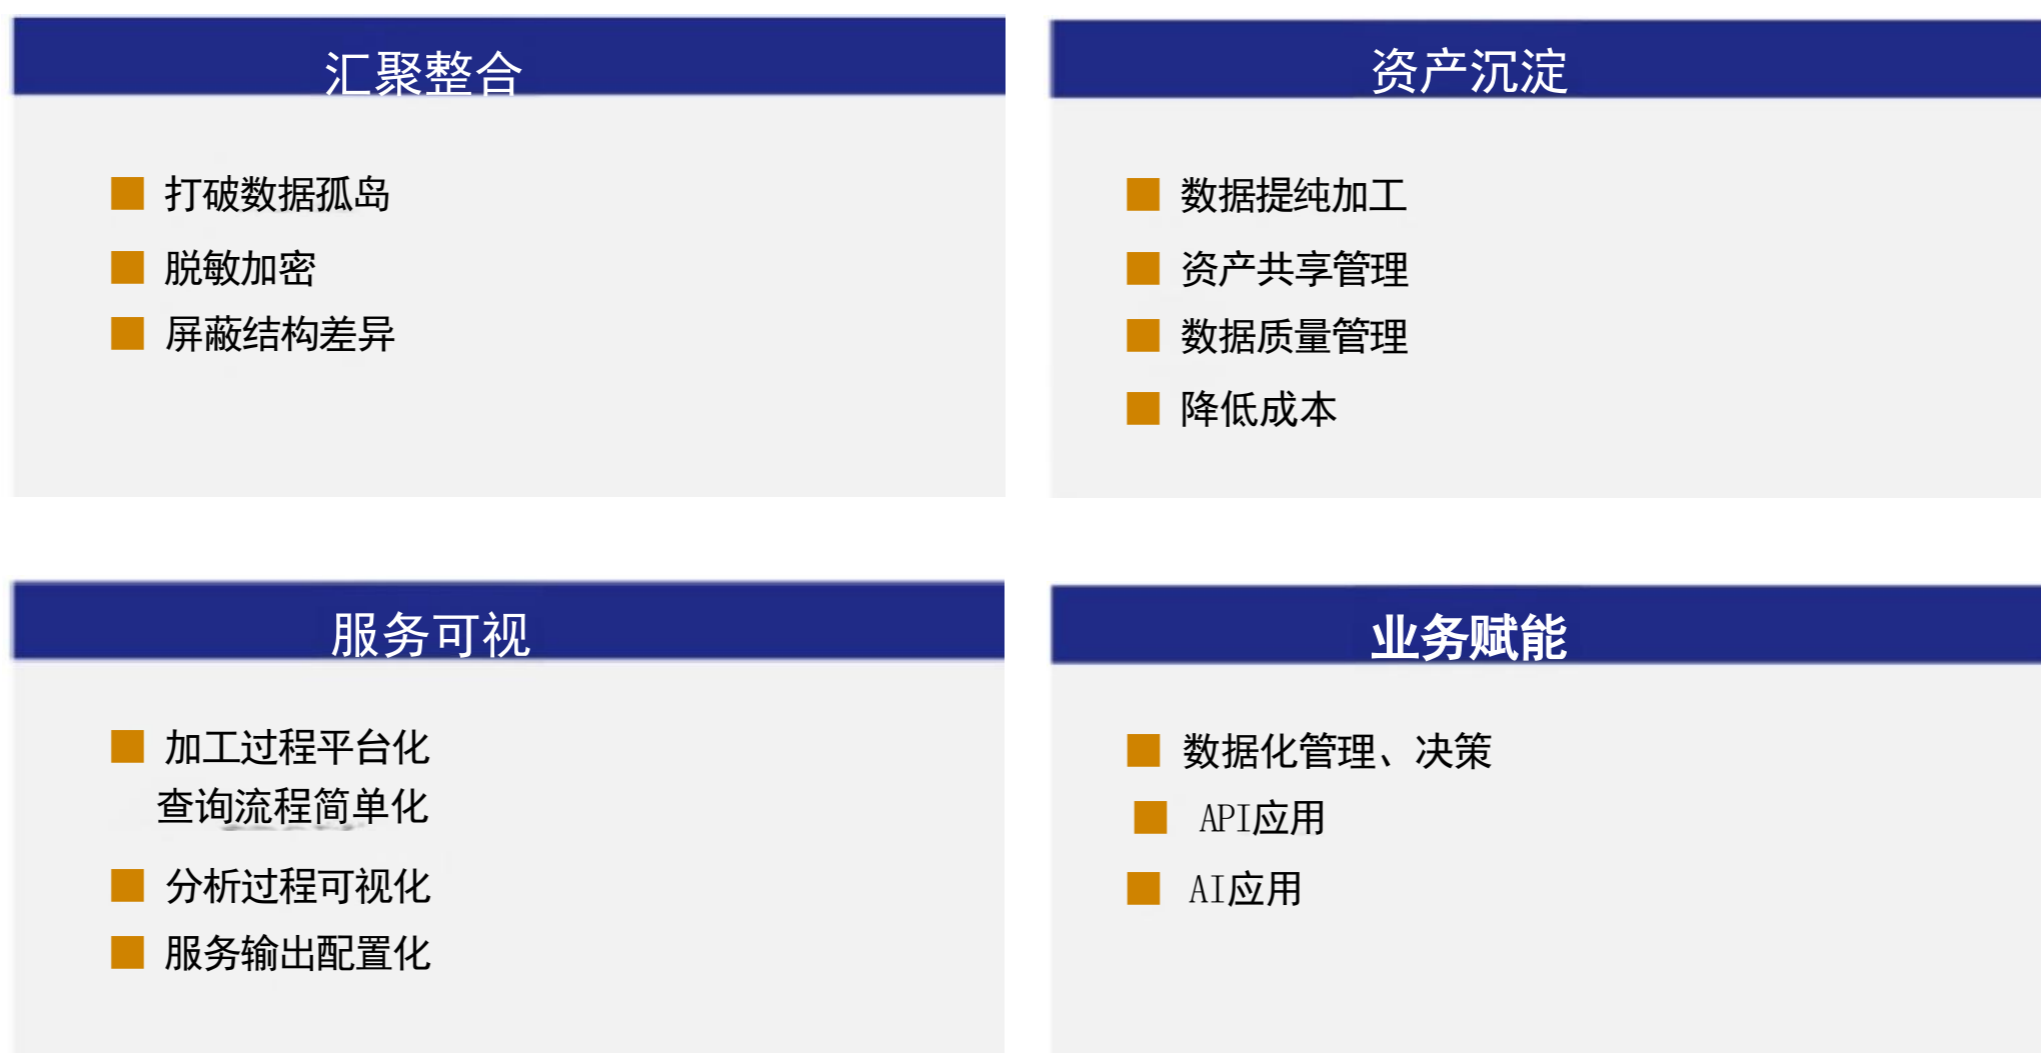 汇聚整合
打破数据孤岛
脱敏加密
屏蔽结构差异
资产沉淀
数据提纯加工
资产共享管理
数据质量管理
降低成本
服务可视
加工过程平台化
查询流程简单化
分析过程可视化
服务输出配置化
业务赋能
数据化管理、决策
API应用
AI应用